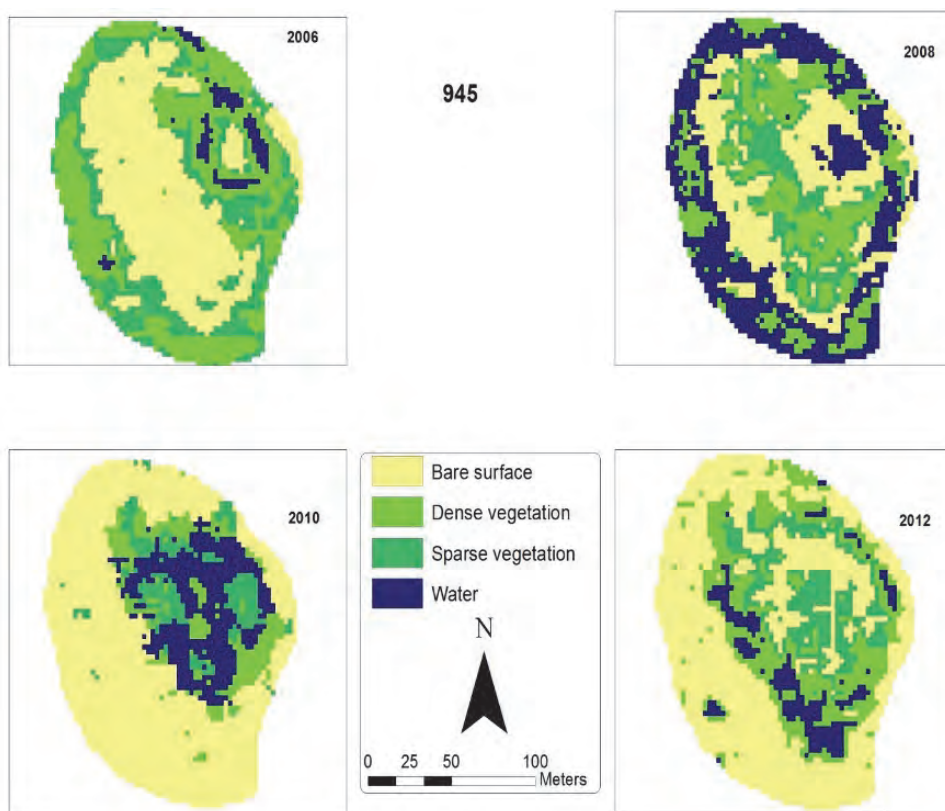 2006
945
2008
2010
Bare surface
Dense vegetation
Sparse vegetation
Water
N
0 25 50 100
Meters
2012